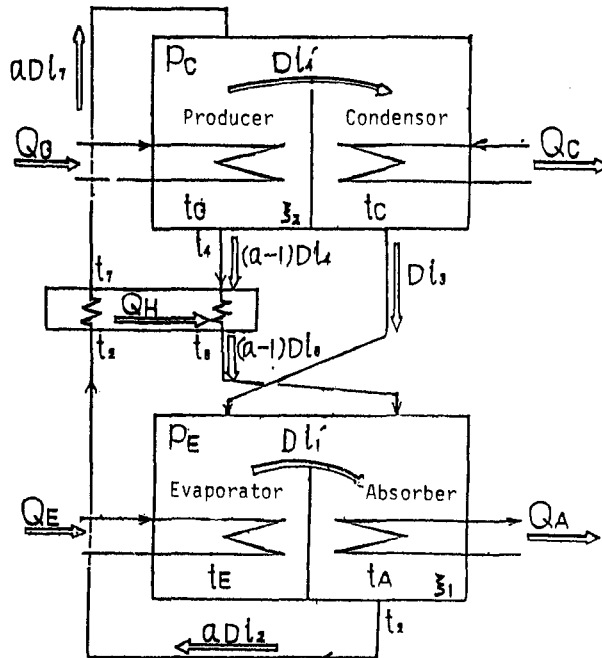 aDl₇
P_C
Dl₄'
Producer
Condensor
Q_G
Q_C
t_G
ξ₂
t_C
t₄
(a-1)Dl₄
Dl₃
t₇
Q_H
t₂
t₈
(a-1)Dl₈
P_E
Dl₁'
Evaporator
Absorber
Q_E
Q_A
t_E
t_A
ξ₁
t₂
aDl₂